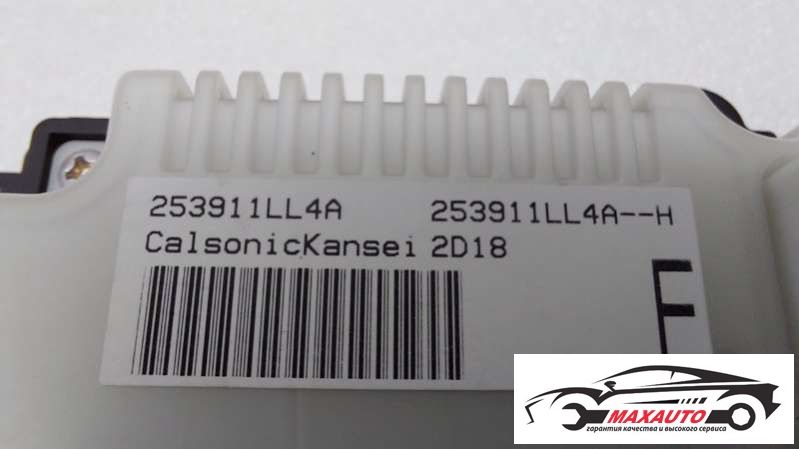 253911LL4A 253911LL4A--H
CalsonicKansei 2D18
F
MAXAUTO
гарантия качества и высокого сервиса